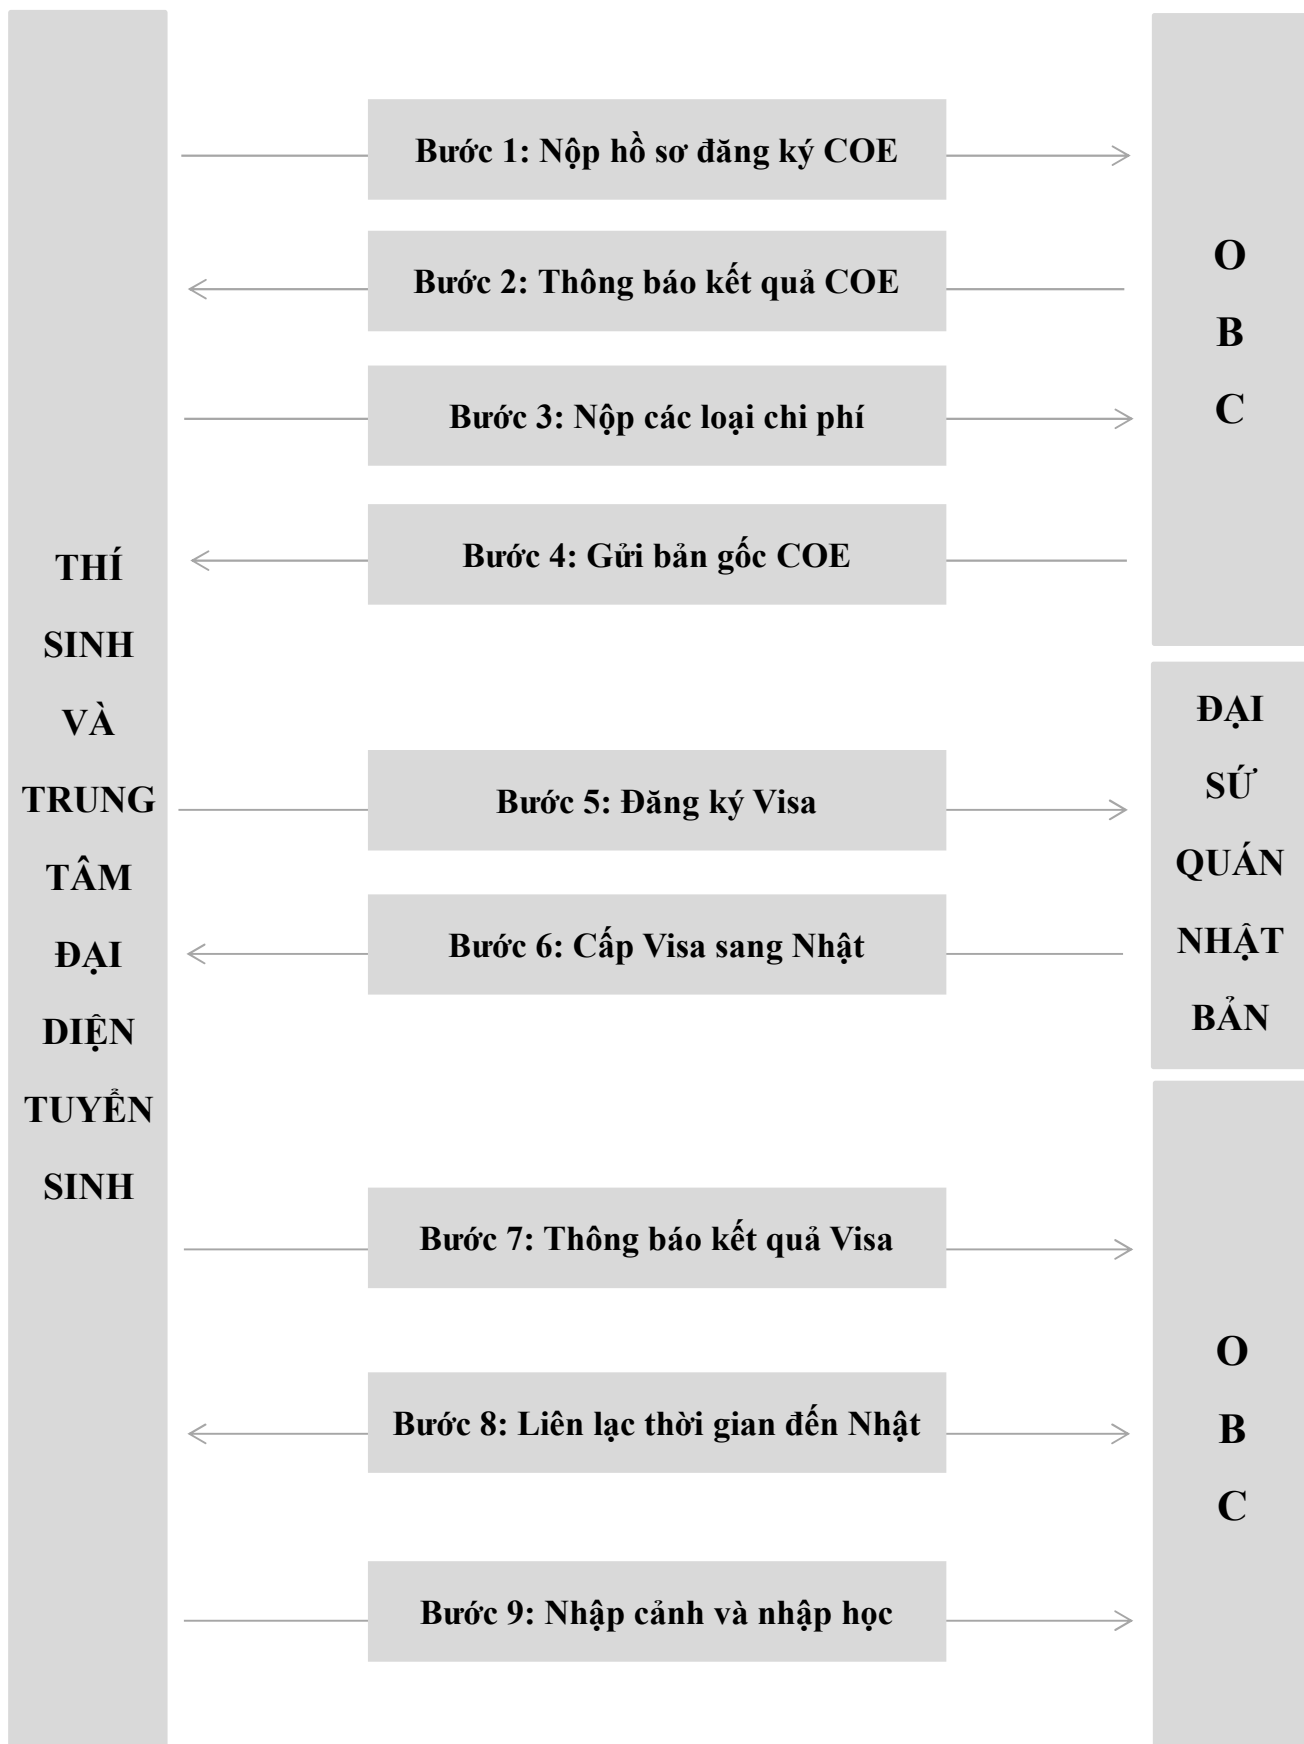 Bước 1: Nộp hồ sơ đăng ký COE
Bước 2: Thông báo kết quả COE
Bước 3: Nộp các loại chi phí
Bước 4: Gửi bản gốc COE
O
B
C
THÍ
SINH
VÀ
TRUNG
TÂM
ĐẠI
DIỆN
TUYỂN
SINH
Bước 5: Đăng ký Visa
Bước 6: Cấp Visa sang Nhật
ĐẠI
SỨ
QUÁN
NHẬT
BẢN
Bước 7: Thông báo kết quả Visa
Bước 8: Liên lạc thời gian đến Nhật
Bước 9: Nhập cảnh và nhập học
O
B
C